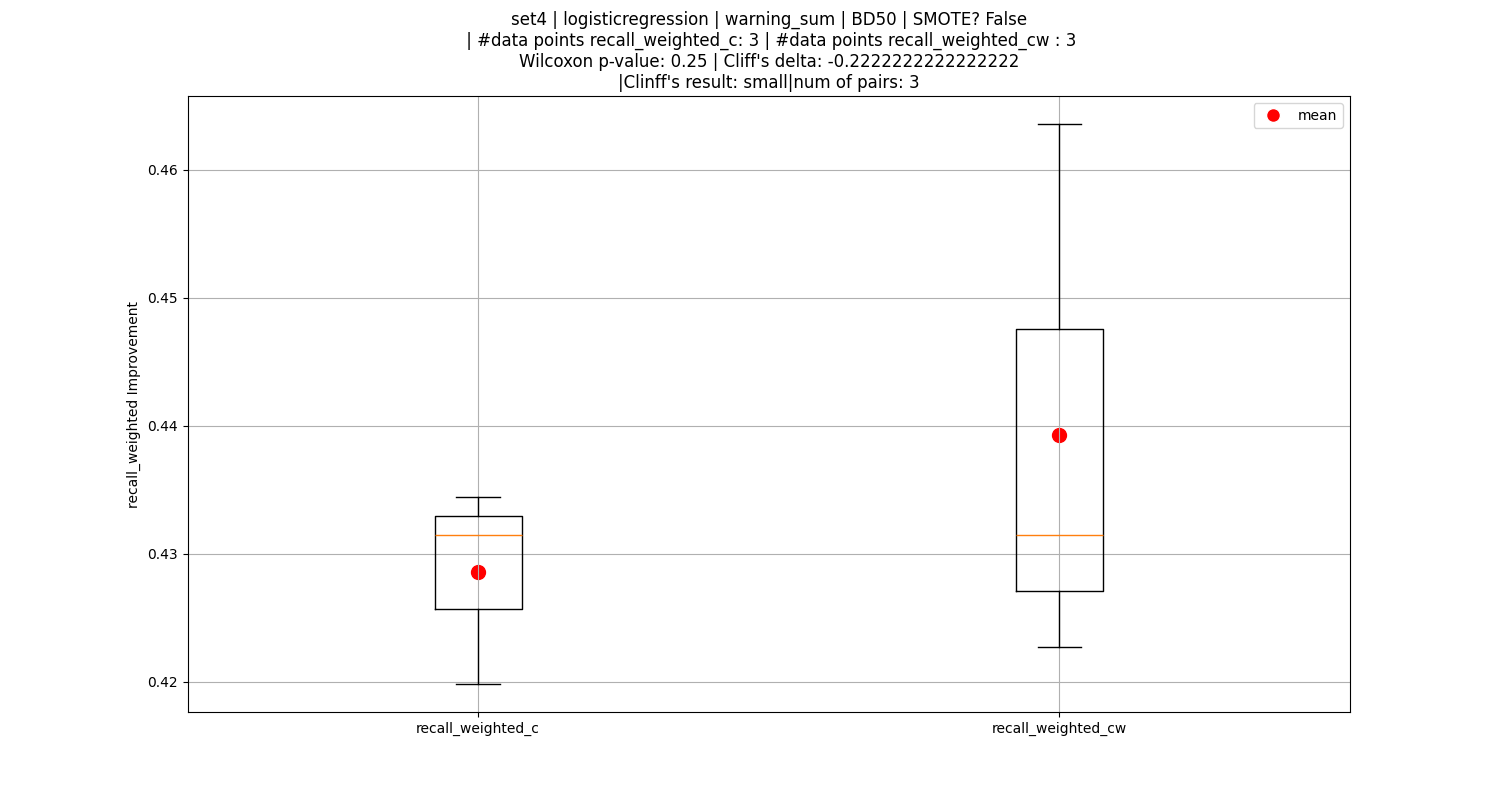 set4 | logisticregression | warning_sum | BD50 | SMOTE? False
| #data points recall_weighted_c: 3 | #data points recall_weighted_cw : 3
Wilcoxon p-value: 0.25 | Cliff's delta: -0.2222222222222222
|Clinff's result: small|num of pairs: 3
mean
0.46
0.45
0.44
0.43
0.42
recall_weighted Improvement
recall_weighted_c
recall_weighted_cw